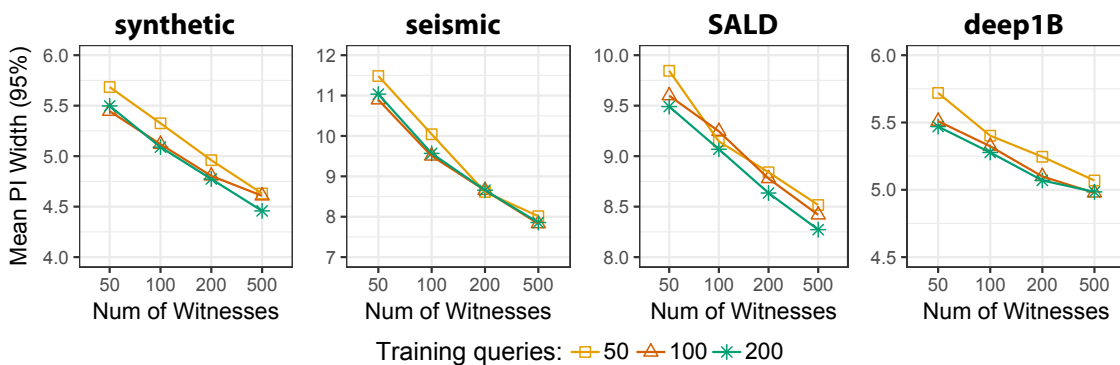 synthetic
seismic
SALD
deep1B
Mean PI Width (95%)
6.0
5.5
5.0
4.5
4.0
12
11
10
9
8
7
10.0
9.5
9.0
8.5
8.0
6.0
5.5
5.0
4.5
50 100 200 500
50 100 200 500
50 100 200 500
50 100 200 500
Num of Witnesses
Num of Witnesses
Num of Witnesses
Num of Witnesses
Training queries: 50 100 200